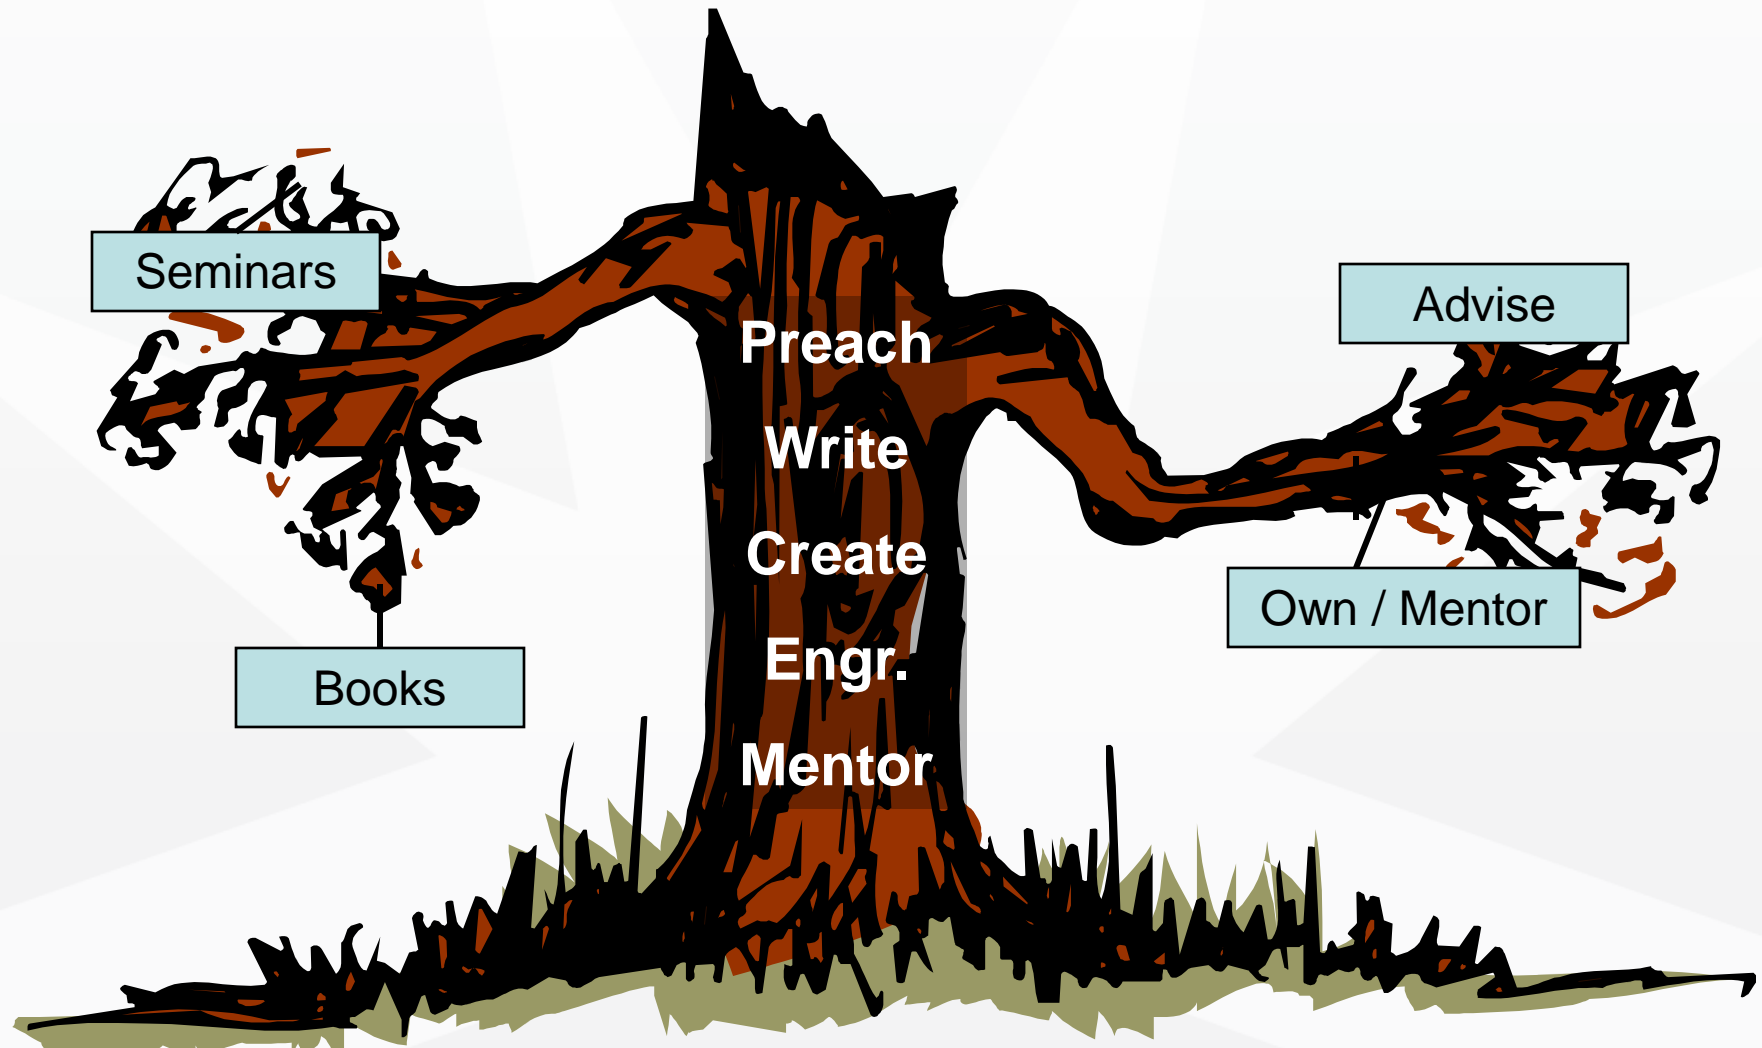 Seminars
Advise
Preach
Write
Create
Engr.
Mentor
Own / Mentor
Books